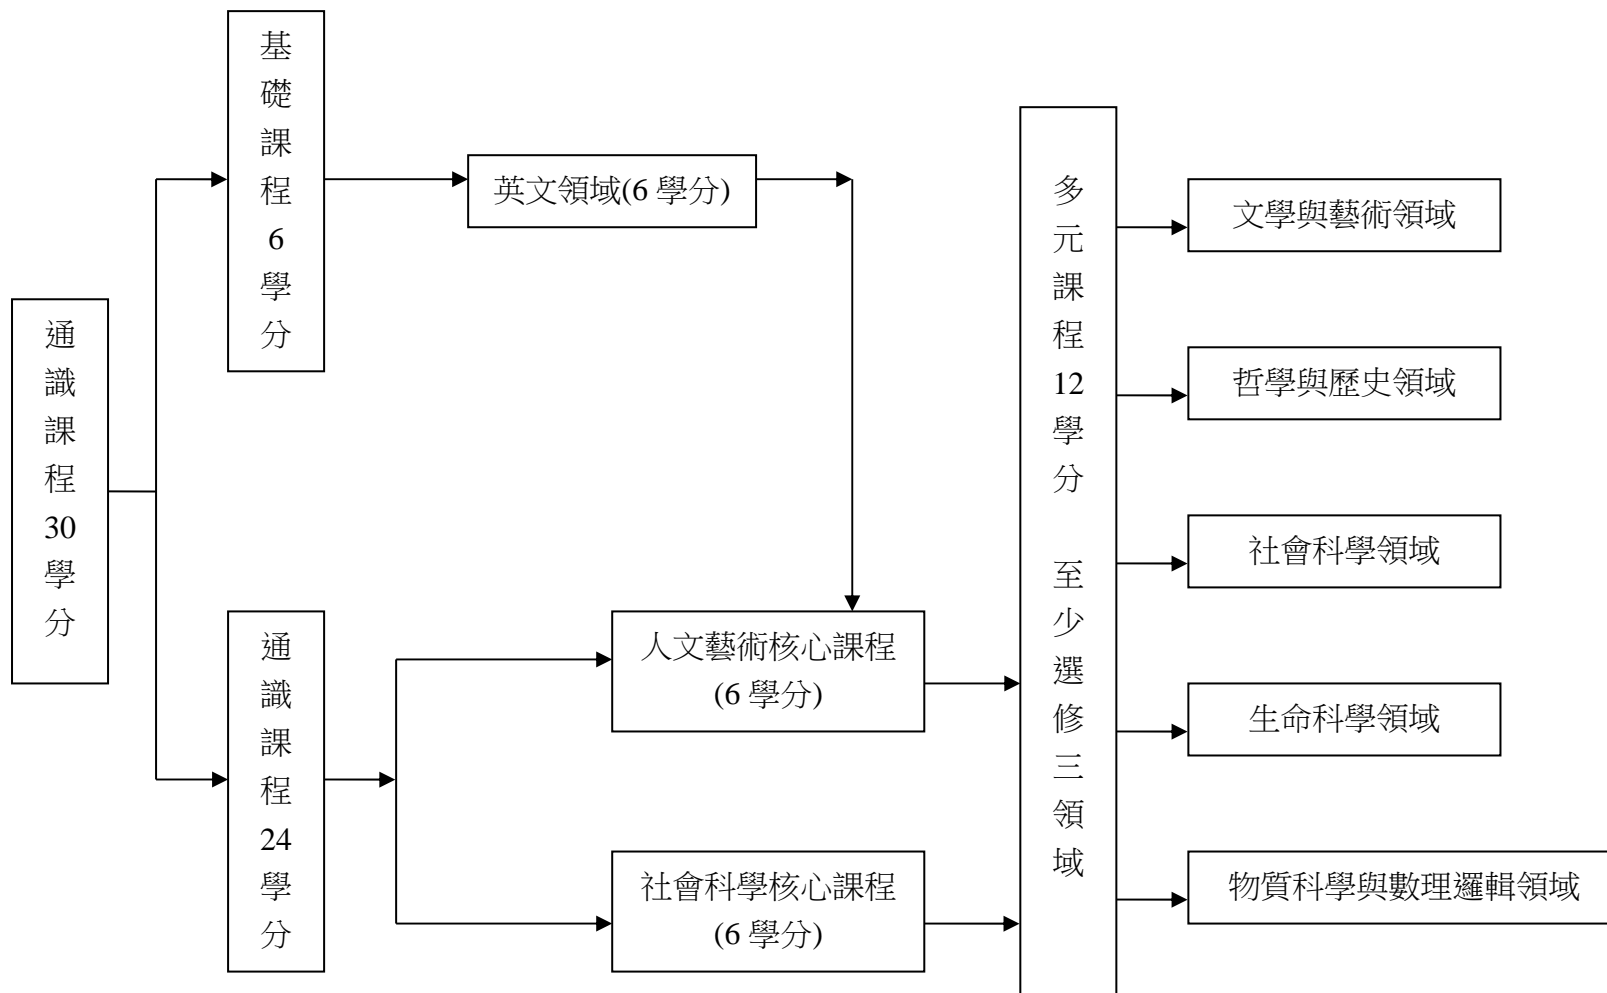 通識課程30學分
基礎課程6學分
英文領域(6 學分)
通識課程24學分
人文藝術核心課程
(6 學分)
社會科學核心課程
(6 學分)
多元課程12學分 至少選修三領域
文學與藝術領域
哲學與歷史領域
社會科學領域
生命科學領域
物質科學與數理邏輯領域